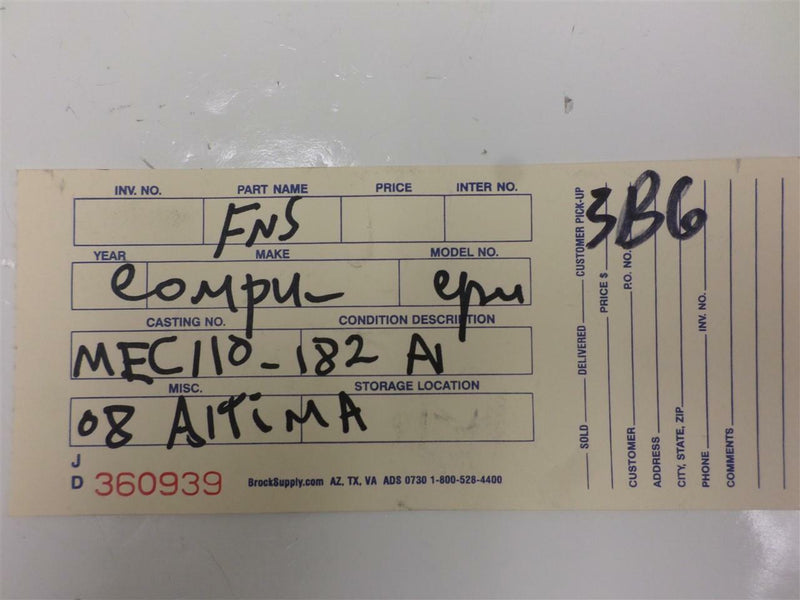 INV. NO. PART NAME PRICE INTER NO.
FNS
YEAR MAKE MODEL NO.
COMPU- cpu
CASTING NO. CONDITION DESCRIPTION
MEC110-182 A1
MISC. STORAGE LOCATION
08 AlTiMA
J
D 360939
BrockSupply.com AZ, TX, VA ADS 0730 1-800-528-4400
3B6
SOLD DELIVERED CUSTOMER PICK-UP
PRICE $
CUSTOMER P.O. NO.
ADDRESS
CITY, STATE, ZIP
PHONE INV. NO.
COMMENTS